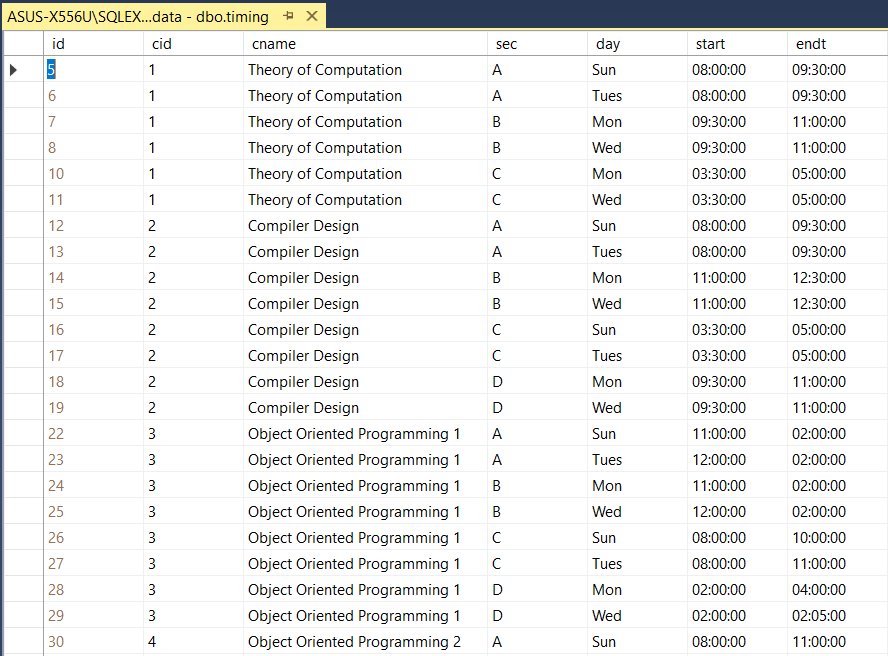 ASUS-X556U\SQLEX...data - dbo.timing
id cid cname sec day start endt
5 1 Theory of Computation A Sun 08:00:00 09:30:00
6 1 Theory of Computation A Tues 08:00:00 09:30:00
7 1 Theory of Computation B Mon 09:30:00 11:00:00
8 1 Theory of Computation B Wed 09:30:00 11:00:00
10 1 Theory of Computation C Mon 03:30:00 05:00:00
11 1 Theory of Computation C Wed 03:30:00 05:00:00
12 2 Compiler Design A Sun 08:00:00 09:30:00
13 2 Compiler Design A Tues 08:00:00 09:30:00
14 2 Compiler Design B Mon 11:00:00 12:30:00
15 2 Compiler Design B Wed 11:00:00 12:30:00
16 2 Compiler Design C Sun 03:30:00 05:00:00
17 2 Compiler Design C Tues 03:30:00 05:00:00
18 2 Compiler Design D Mon 09:30:00 11:00:00
19 2 Compiler Design D Wed 09:30:00 11:00:00
22 3 Object Oriented Programming 1 A Sun 11:00:00 02:00:00
23 3 Object Oriented Programming 1 A Tues 12:00:00 02:00:00
24 3 Object Oriented Programming 1 B Mon 11:00:00 02:00:00
25 3 Object Oriented Programming 1 B Wed 12:00:00 02:00:00
26 3 Object Oriented Programming 1 C Sun 08:00:00 10:00:00
27 3 Object Oriented Programming 1 C Tues 08:00:00 11:00:00
28 3 Object Oriented Programming 1 D Mon 02:00:00 04:00:00
29 3 Object Oriented Programming 1 D Wed 02:00:00 02:05:00
30 4 Object Oriented Programming 2 A Sun 08:00:00 11:00:00